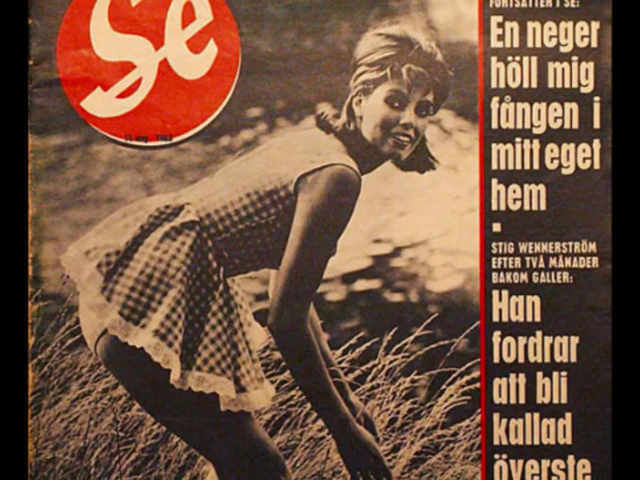 Se
FORTSÄTTER I SE:
En neger
höll mig
fången i
mitt eget
hem
STIG WENNERSTRÖM
EFTER TVÅ MÅNADER
BAKOM GALLER:
Han
fordrar
att bli
kallad
överste